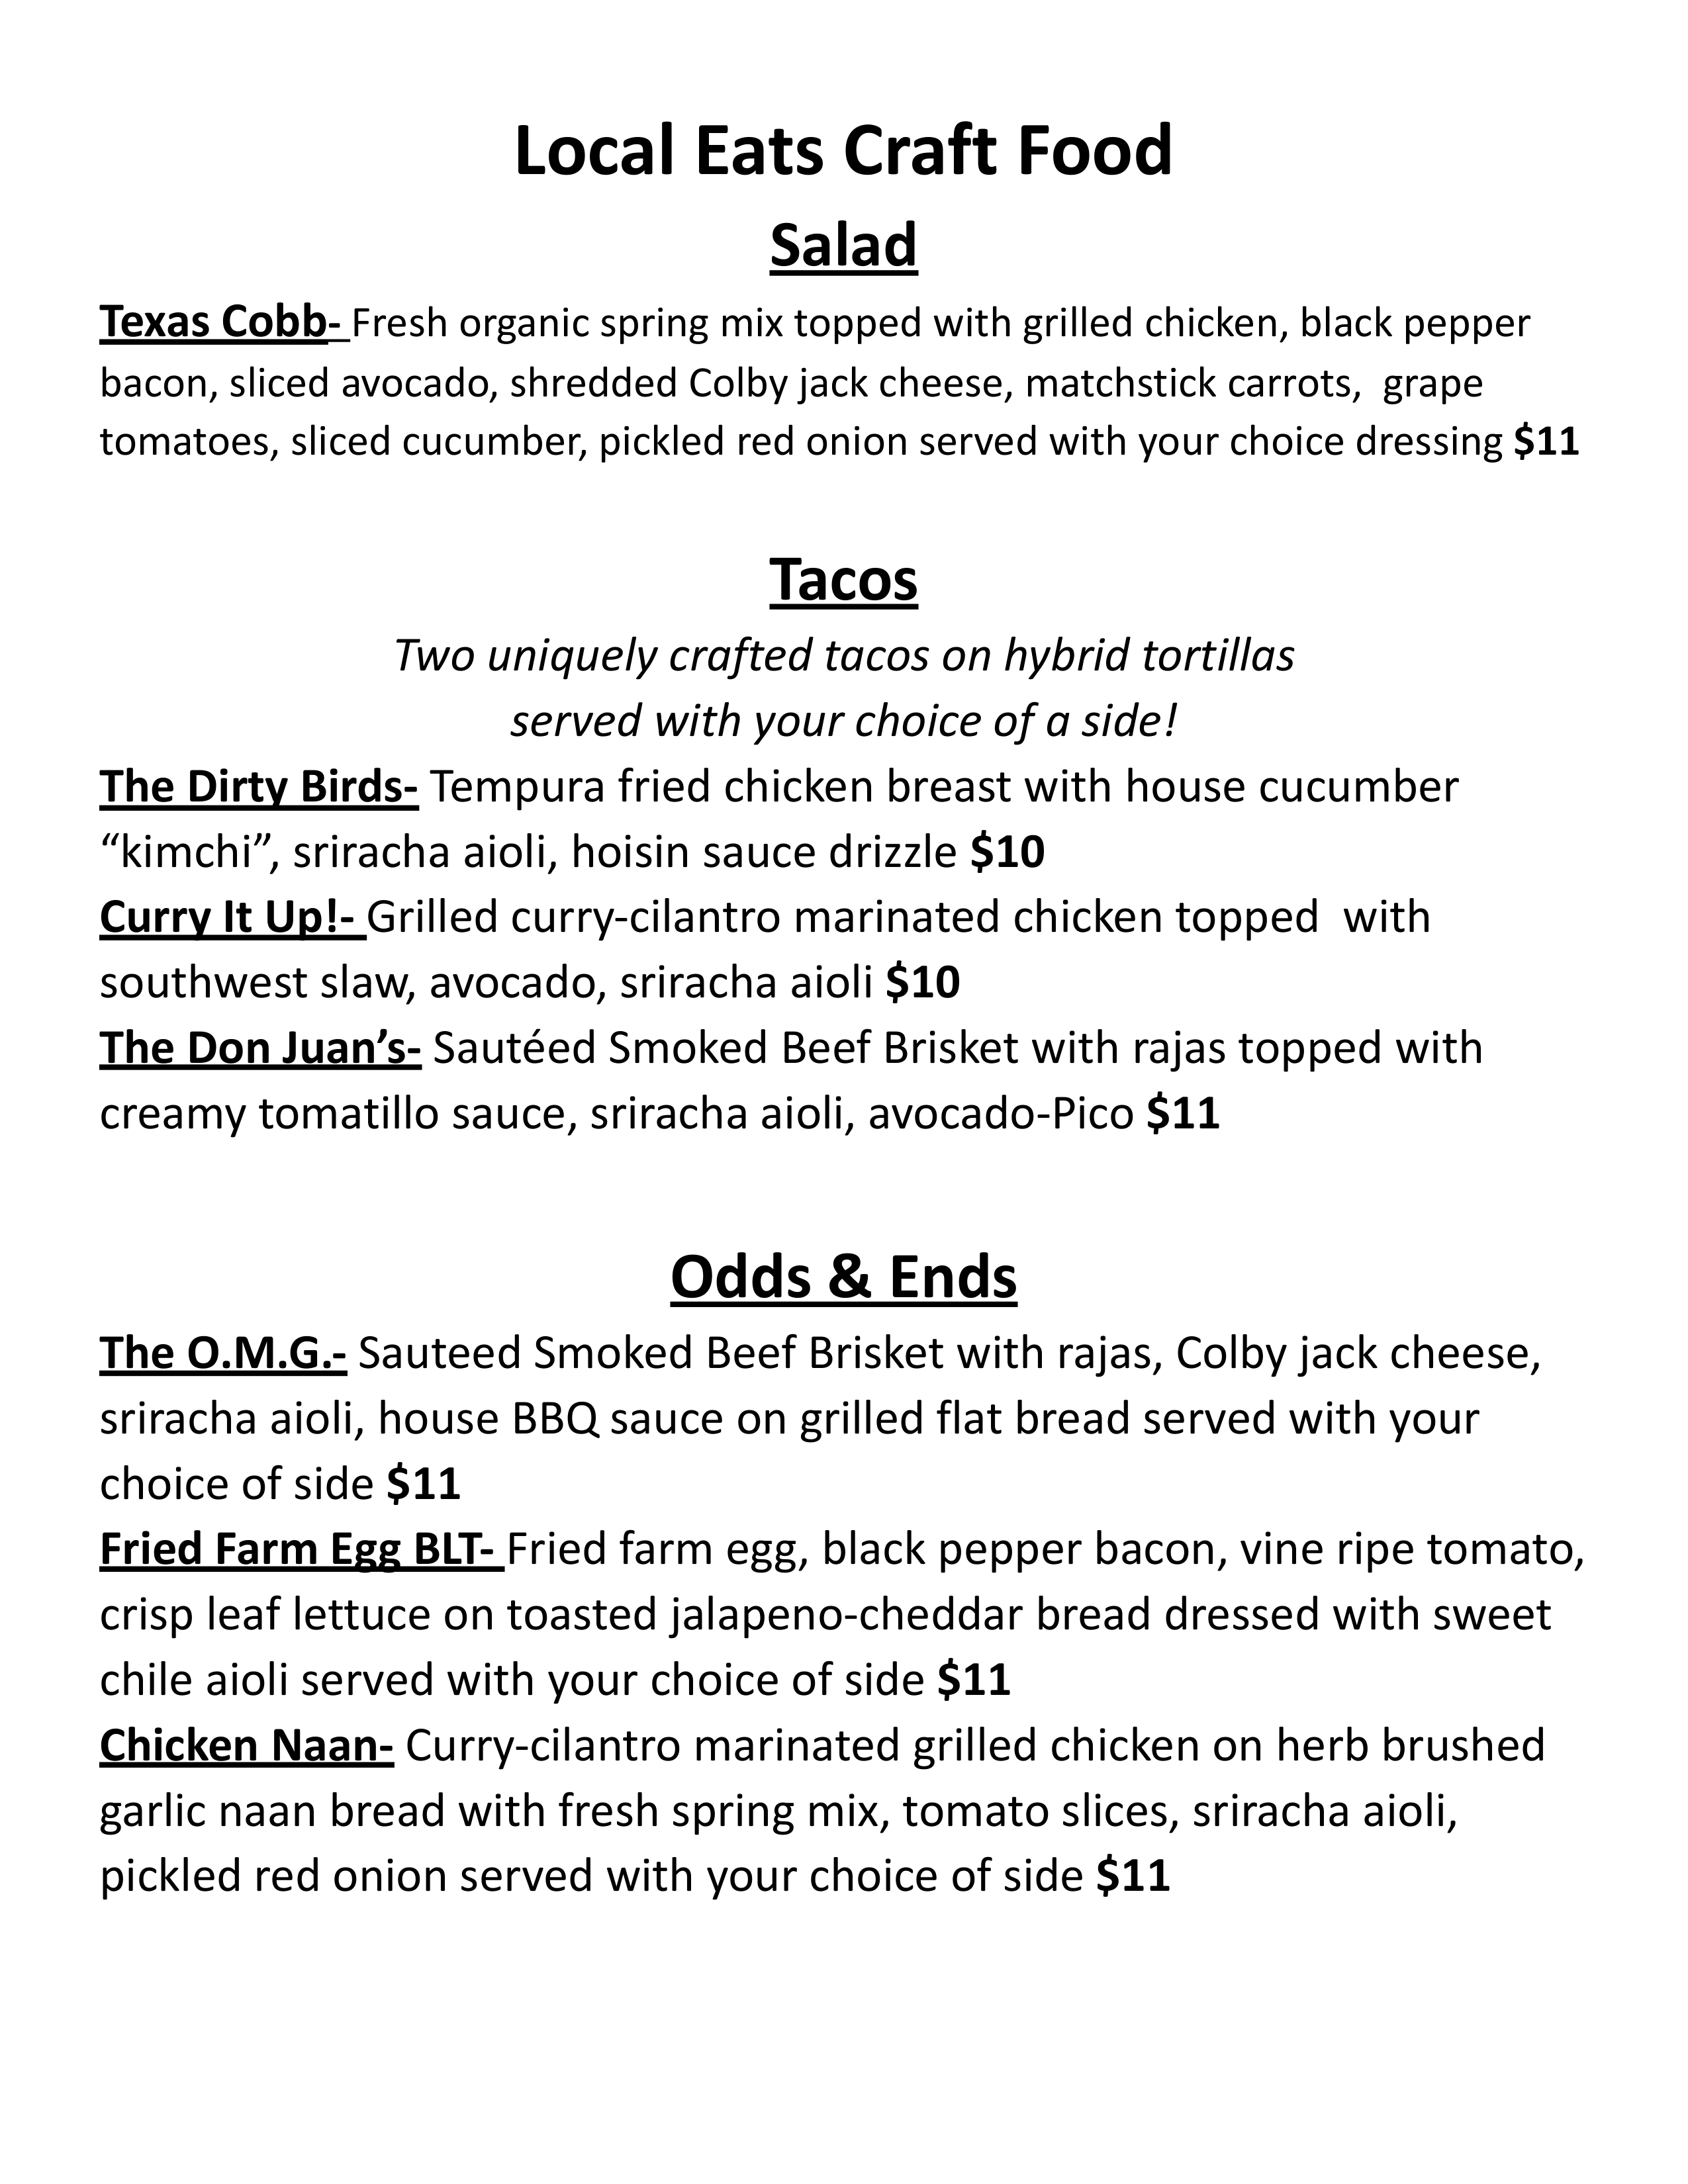 Local Eats Craft Food
Salad
Texas Cobb- Fresh organic spring mix topped with grilled chicken, black pepper
bacon, sliced avocado, shredded Colby jack cheese, matchstick carrots,  grape
tomatoes, sliced cucumber, pickled red onion served with your choice dressing $11
Tacos
Two uniquely crafted tacos on hybrid tortillas
served with your choice of a side!
The Dirty Birds- Tempura fried chicken breast with house cucumber
“kimchi”, sriracha aioli, hoisin sauce drizzle $10
Curry It Up!- Grilled curry-cilantro marinated chicken topped  with
southwest slaw, avocado, sriracha aioli $10
The Don Juan’s- Sautéed Smoked Beef Brisket with rajas topped with
creamy tomatillo sauce, sriracha aioli, avocado-Pico $11
Odds & Ends
The O.M.G.- Sauteed Smoked Beef Brisket with rajas, Colby jack cheese,
sriracha aioli, house BBQ sauce on grilled flat bread served with your
choice of side $11
Fried Farm Egg BLT- Fried farm egg, black pepper bacon, vine ripe tomato,
crisp leaf lettuce on toasted jalapeno-cheddar bread dressed with sweet
chile aioli served with your choice of side $11
Chicken Naan- Curry-cilantro marinated grilled chicken on herb brushed
garlic naan bread with fresh spring mix, tomato slices, sriracha aioli,
pickled red onion served with your choice of side $11